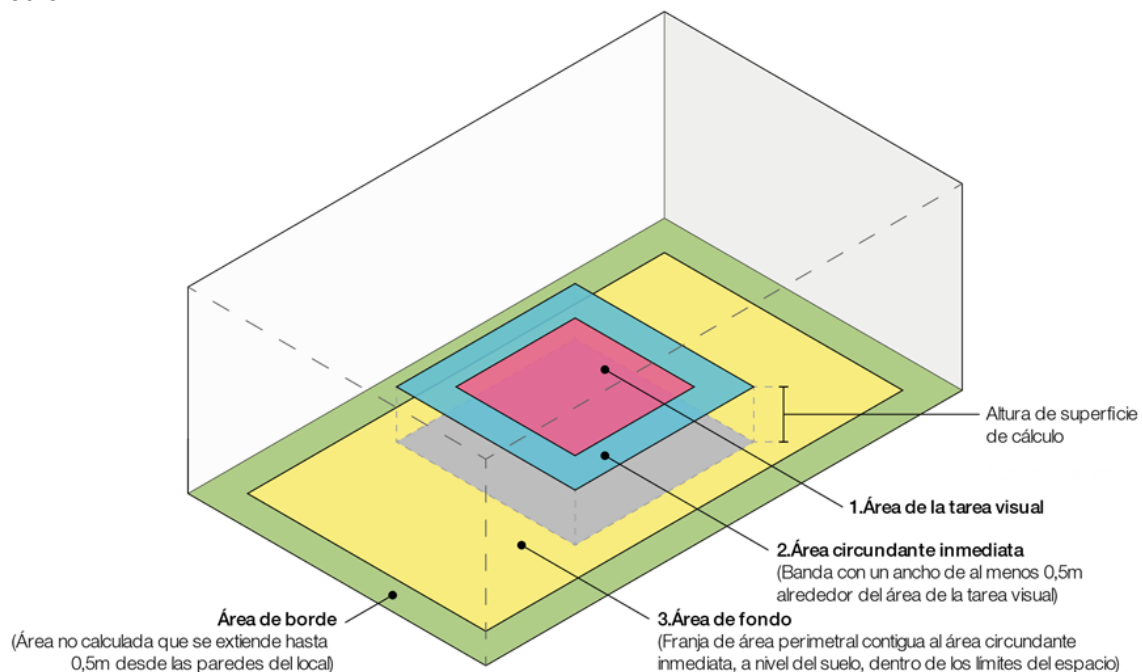 Altura de superficie
de cálculo
1.Área de la tarea visual
2.Área circundante inmediata
(Banda con un ancho de al menos 0,5m
alrededor del área de la tarea visual)
Área de borde
(Área no calculada que se extiende hasta
0,5m desde las paredes del local)
3.Área de fondo
(Franja de área perimetral contigua al área circundante
inmediata, a nivel del suelo, dentro de los límites del espacio)